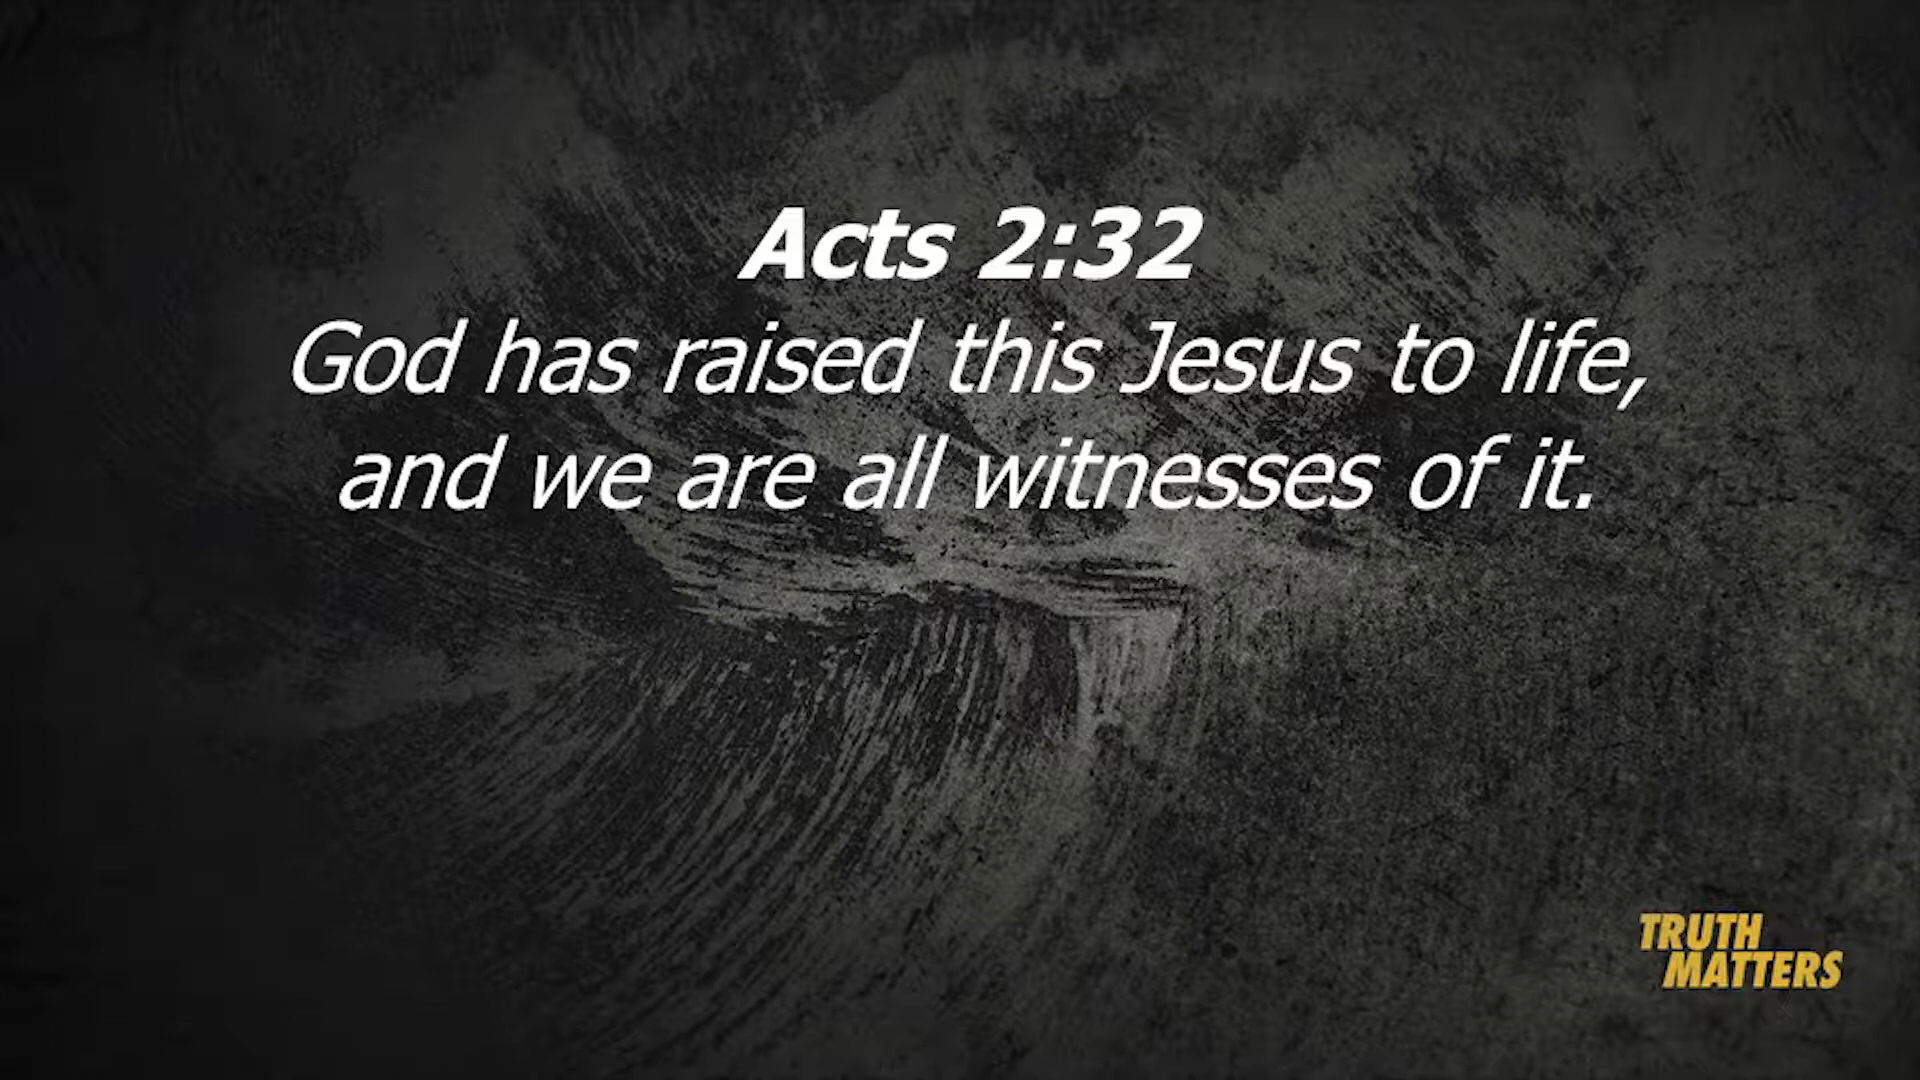 Acts 2:32
God has raised this Jesus to life,
and we are all witnesses of it.
TRUTH
MATTERS